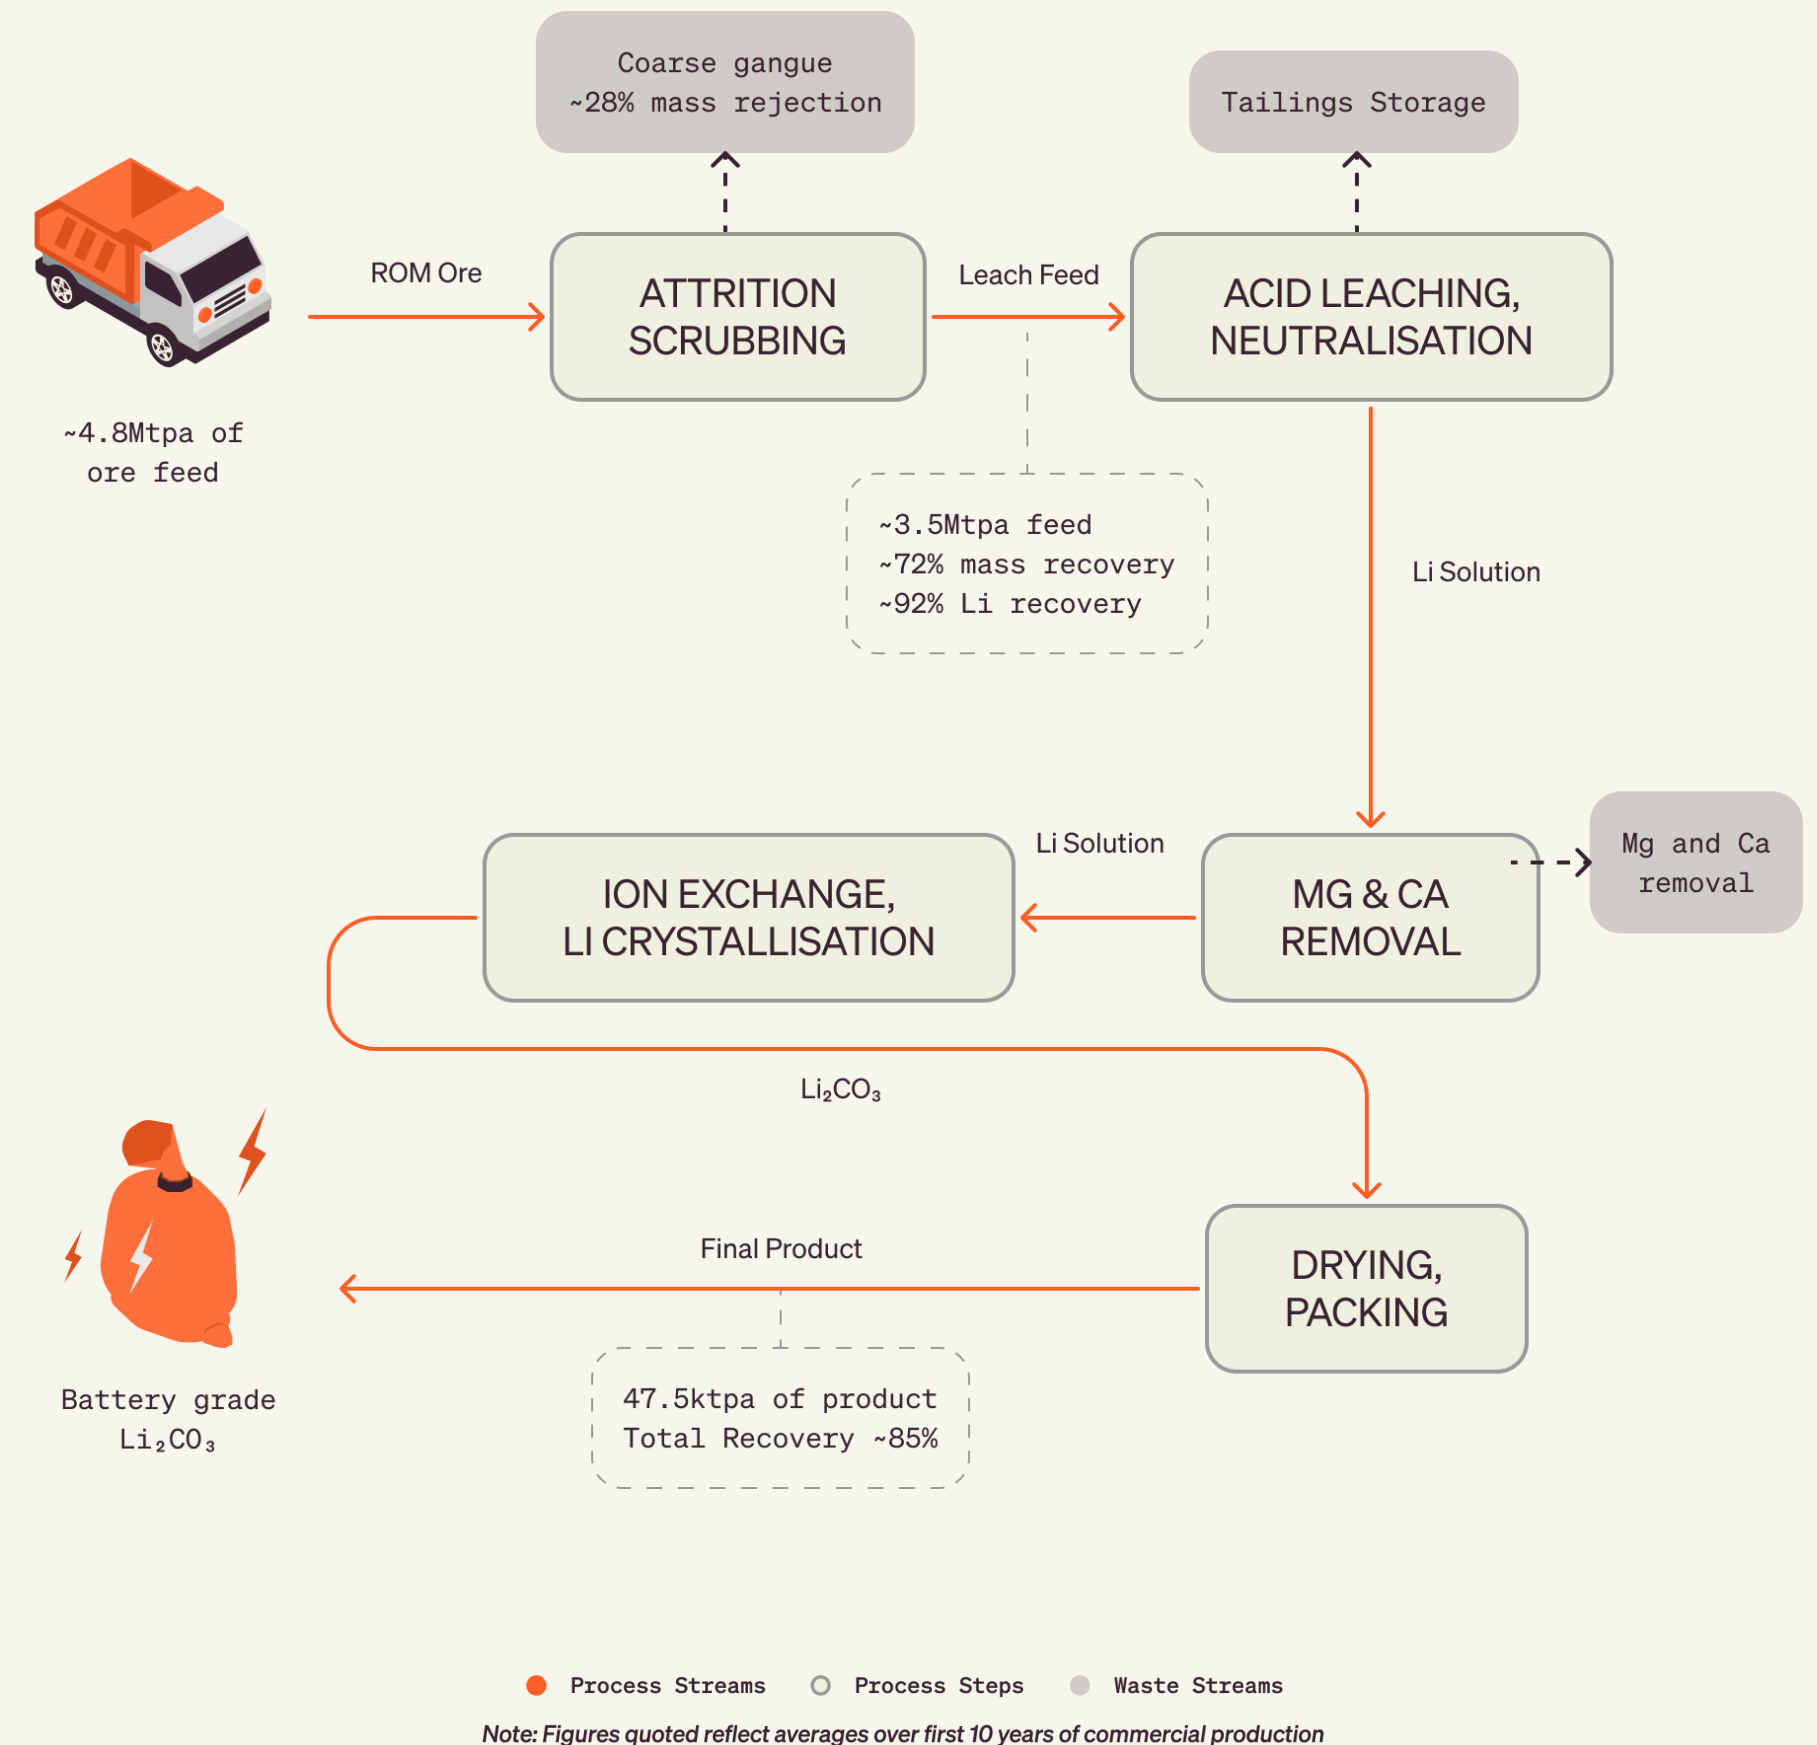 Coarse gangue
~28% mass rejection
Tailings Storage
ROM Ore
ATTRITION
SCRUBBING
Leach Feed
ACID LEACHING,
NEUTRALISATION
~4.8Mtpa of
ore feed
~3.5Mtpa feed
~72% mass recovery
~92% Li recovery
Li Solution
ION EXCHANGE,
LI CRYSTALLISATION
Li Solution
MG & CA
REMOVAL
Mg and Ca
removal
Li₂CO₃
Final Product
DRYING,
PACKING
Battery grade
Li₂CO₃
47.5ktpa of product
Total Recovery ~85%
Process Streams
Process Steps
Waste Streams
Note: Figures quoted reflect averages over first 10 years of commercial production